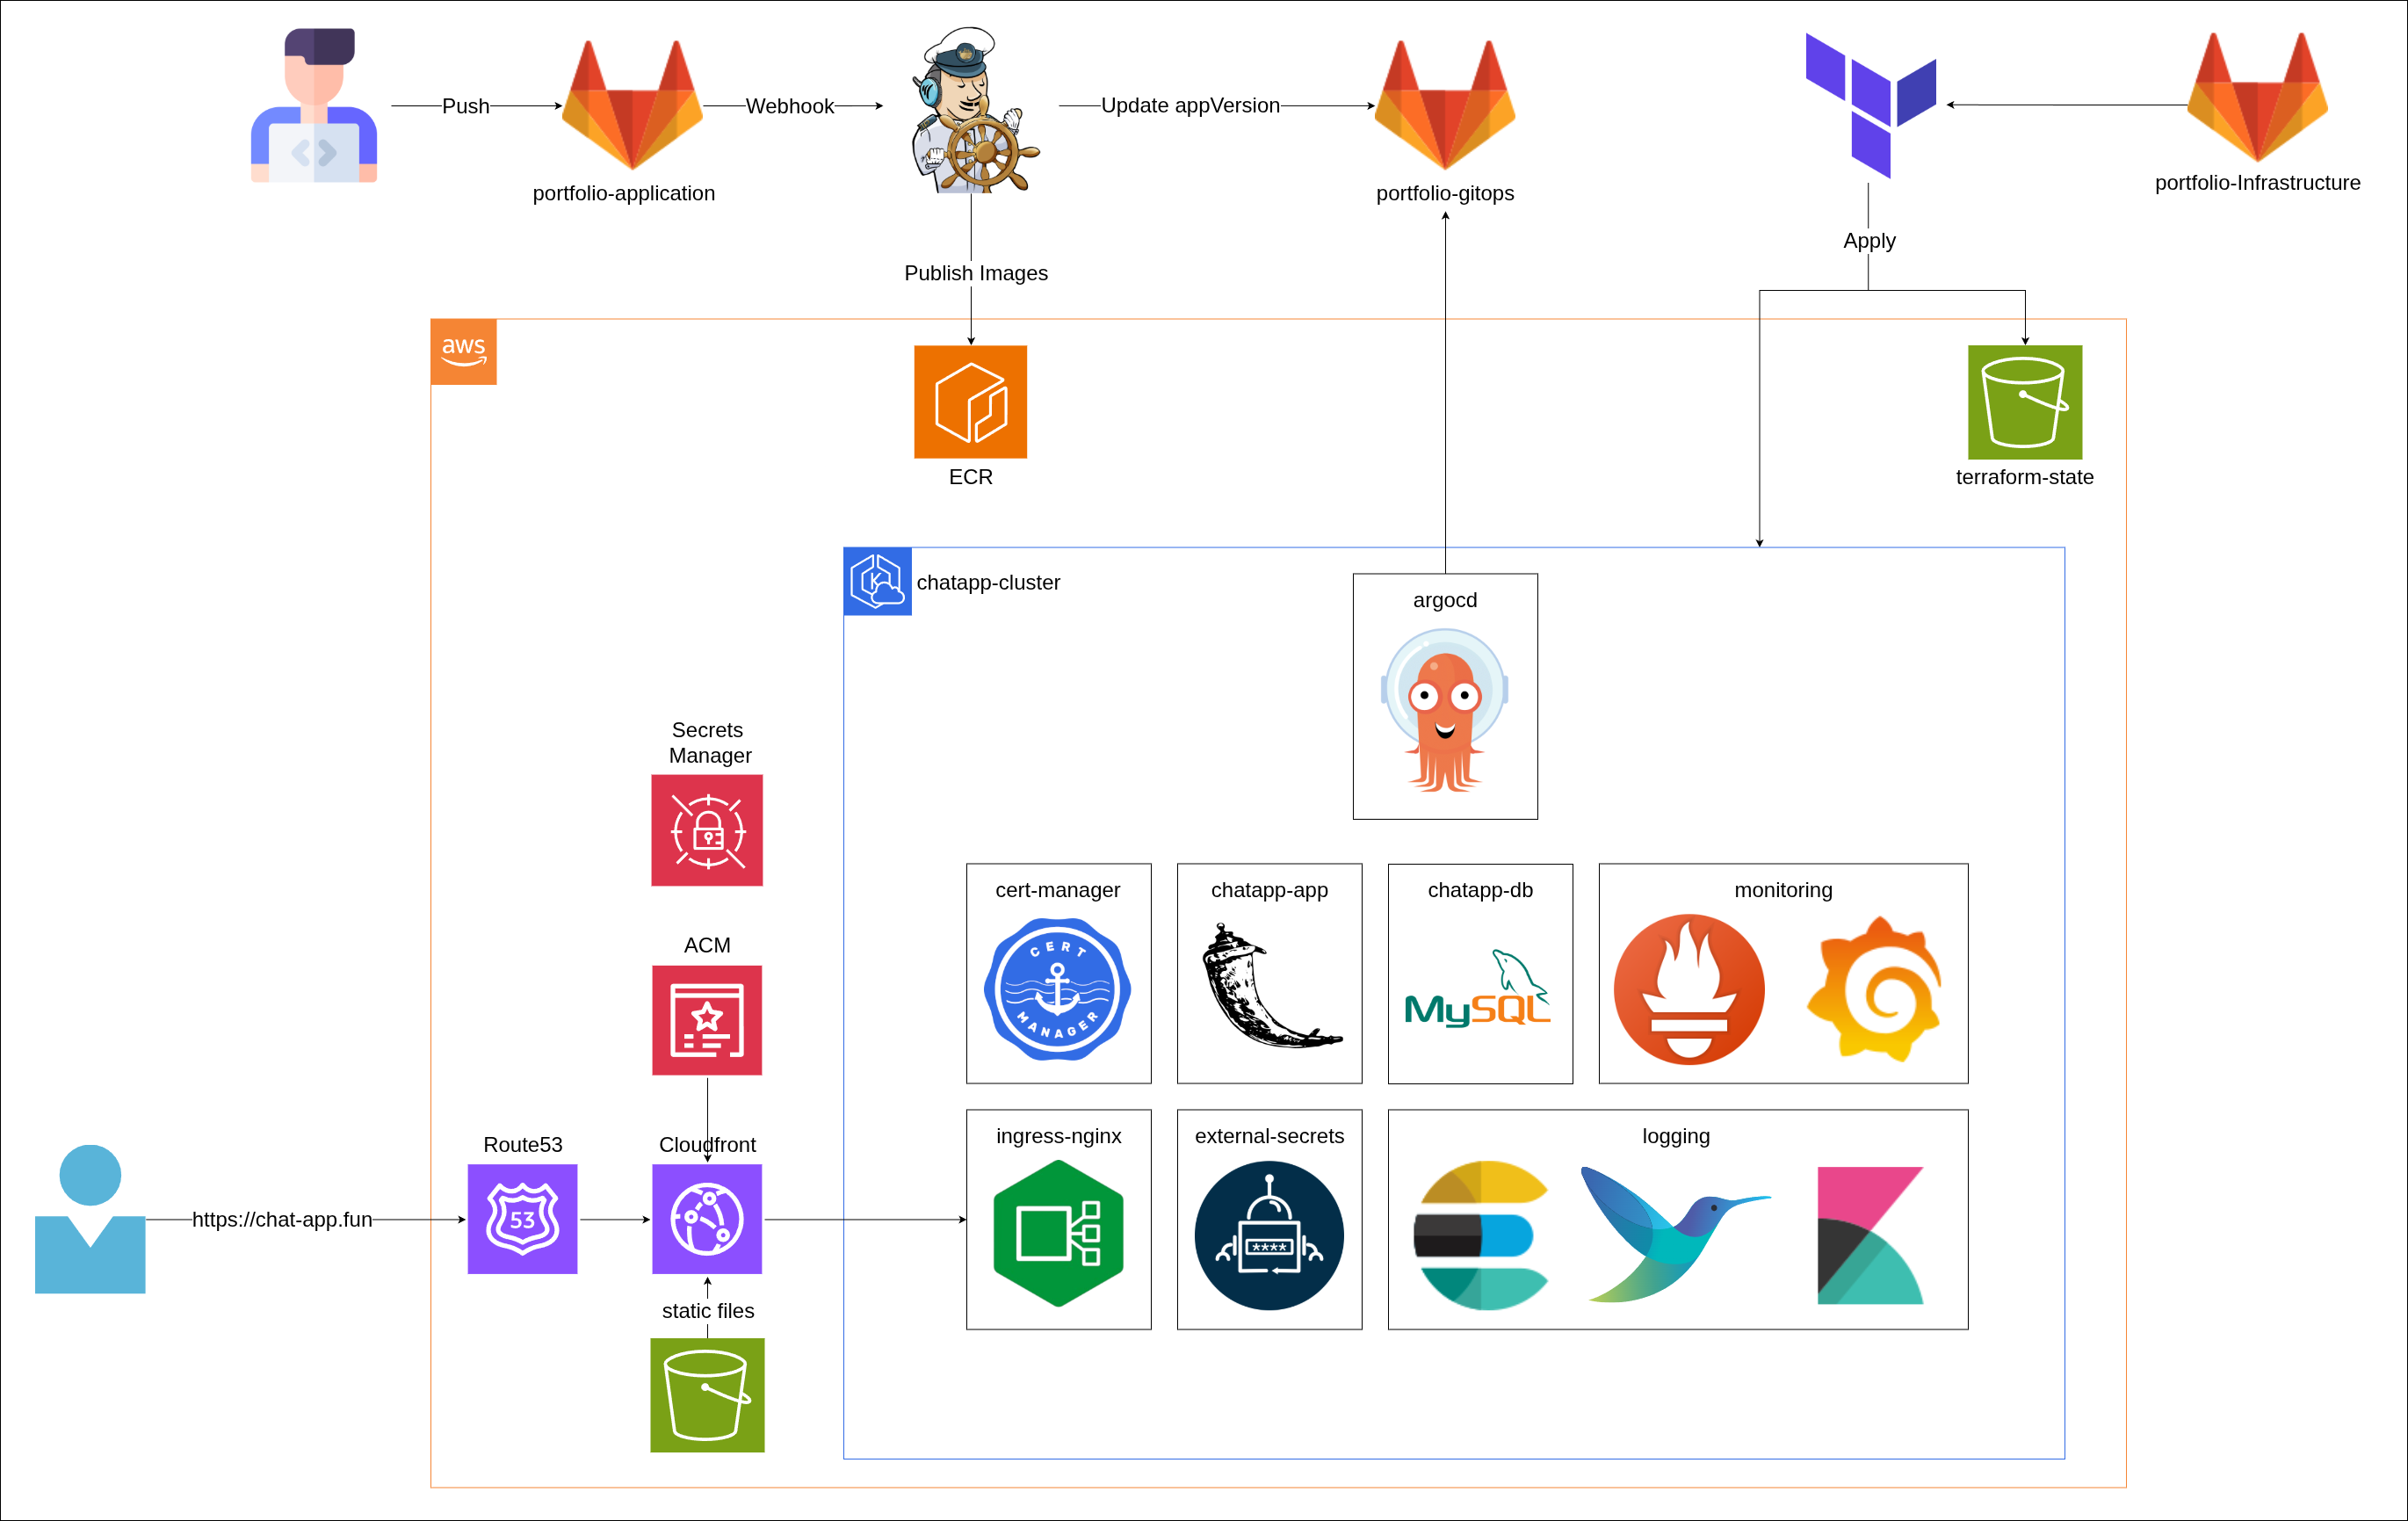 Push
Webhook
Update appVersion
portfolio-application
portfolio-gitops
portfolio-Infrastructure
Apply
Publish Images
aws
ECR
terraform-state
K
chatapp-cluster
argocd
Secrets
Manager
cert-manager
chatapp-app
chatapp-db
monitoring
CERT
MANAGER
MySQL
ACM
Route53
Cloudfront
ingress-nginx
external-secrets
logging
https://chat-app.fun
53
****
static files